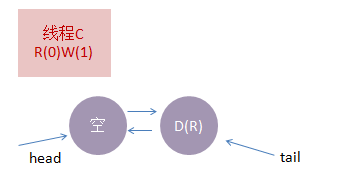 线程C
R(0)W(1)
空
D(R)
head
tail